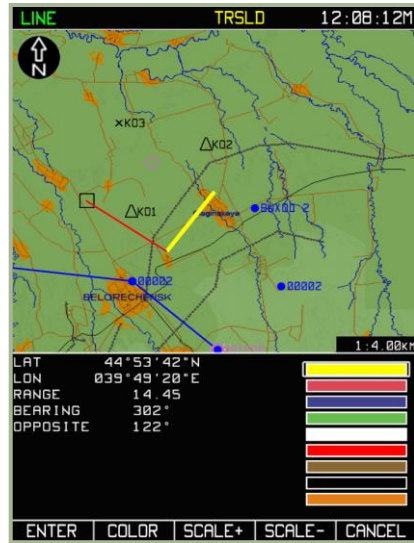 LINE TRSLD 12:08:12M
N
K03
K02
K01
Giaginskaya
00002
00002
BELORECHENSK
1:4.00KM
LAT 44°53'42"N
LON 039°49'20"E
RANGE 14.45
BEARING 302°
OPPOSITE 122°
ENTER COLOR SCALE+ SCALE- CANCEL